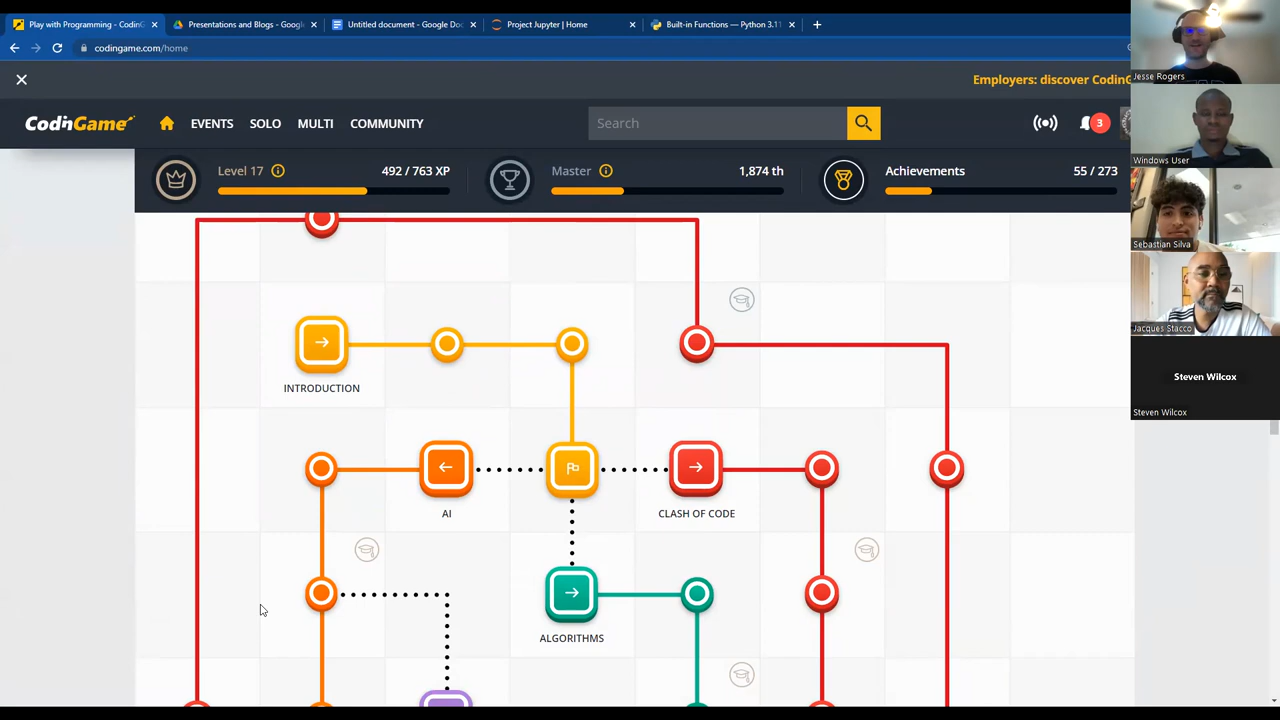 Play with Programming - CodinG
Presentations and Blogs - Google
Untitled document - Google Doc
Project Jupyter | Home
Built-in Functions — Python 3.11
codingame.com/home
Employers: discover CodinG
CodinGame
EVENTS
SOLO
MULTI
COMMUNITY
Search
3
Level 17
492 / 763 XP
Master
1,874 th
Achievements
55 / 273
INTRODUCTION
AI
CLASH OF CODE
ALGORITHMS
Jesse Rogers
Windows User
Sebastian Silva
Jacques Stacco
Steven Wilcox
Steven Wilcox